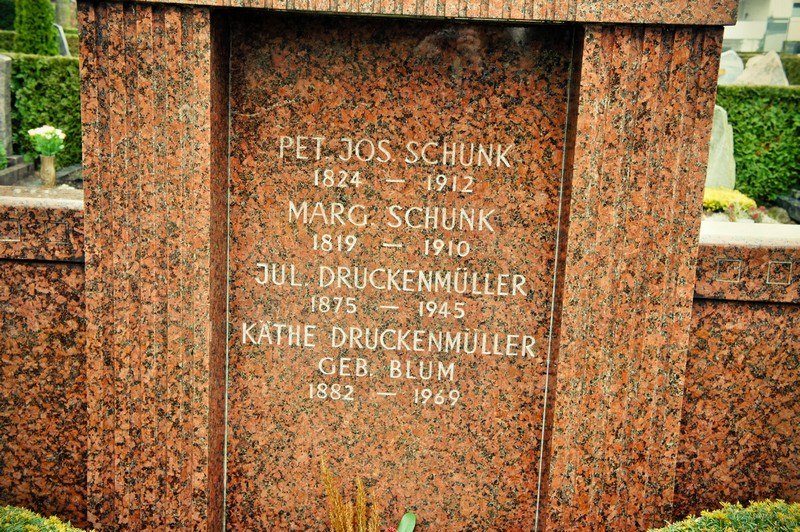 PET. JOS. SCHUNK
1824 — 1912
MARG. SCHUNK
1819 — 1910
JUL. DRUCKENMÜLLER
1875 — 1945
KÄTHE DRUCKENMÜLLER
GEB. BLUM
1882 — 1969